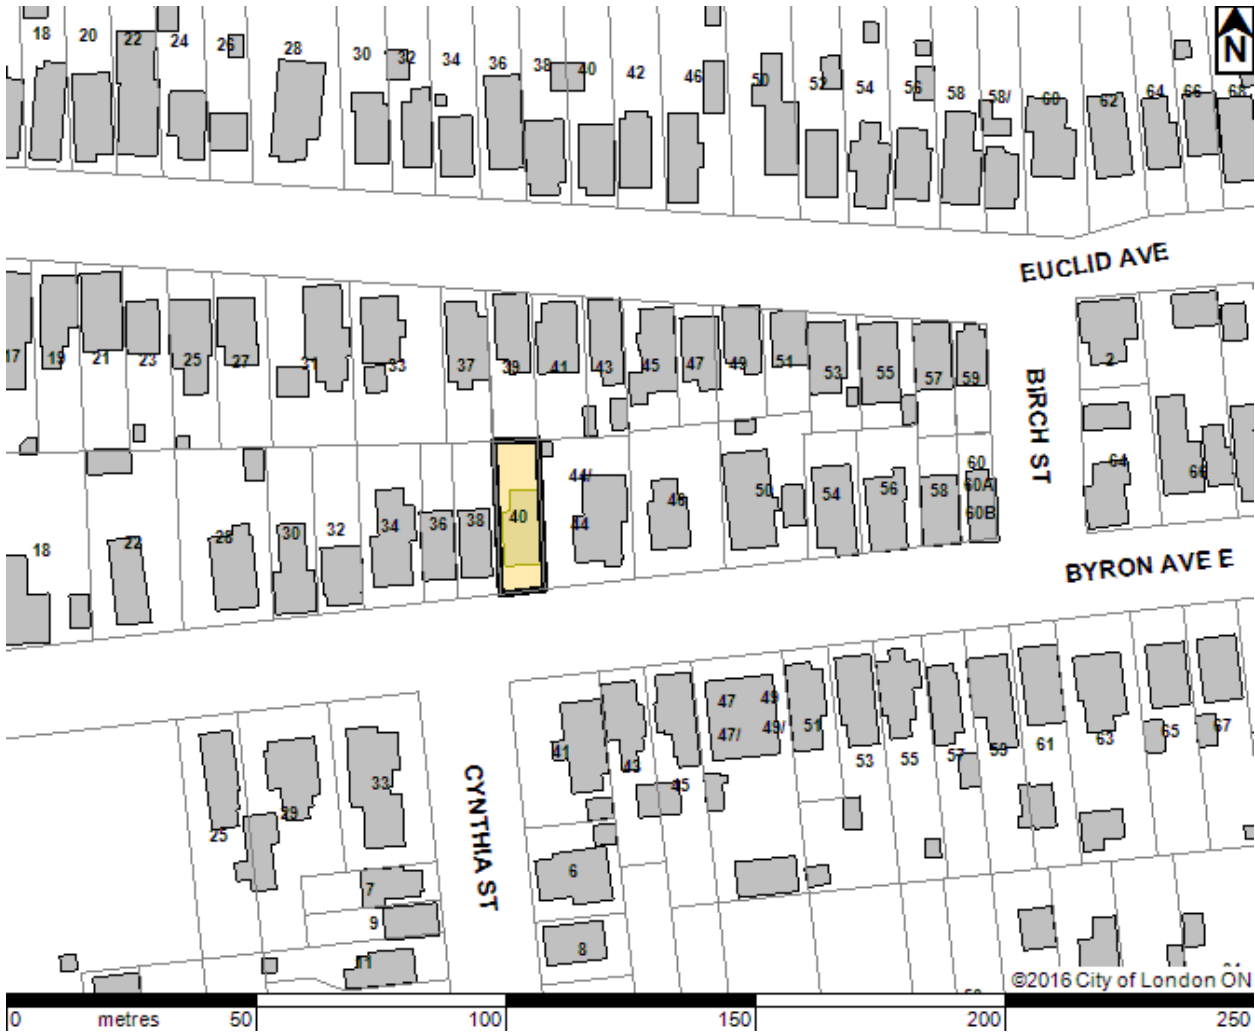 18 20 22 24 26 28 30 32 34 36 38 40 42 46 50 52 54 56 58 58/ 60 62 64 66 68
N
EUCLID AVE
17 19 21 23 25 27 31 33 37 39 41 43 45 47 49 51 53 55 57 59
2
BIRCH ST
18 22 28 30 32 34 36 38 40 44/ 44 46 50 54 56 58 60 60A 60B 64 66
BYRON AVE E
25 29 33
CYNTHIA ST
41 43 45 47 49 47/ 49/ 51 53 55 57 59 61 63 65 67
7 9 11
6
8
©2016 City of London ON
0 metres 50 100 150 200 250